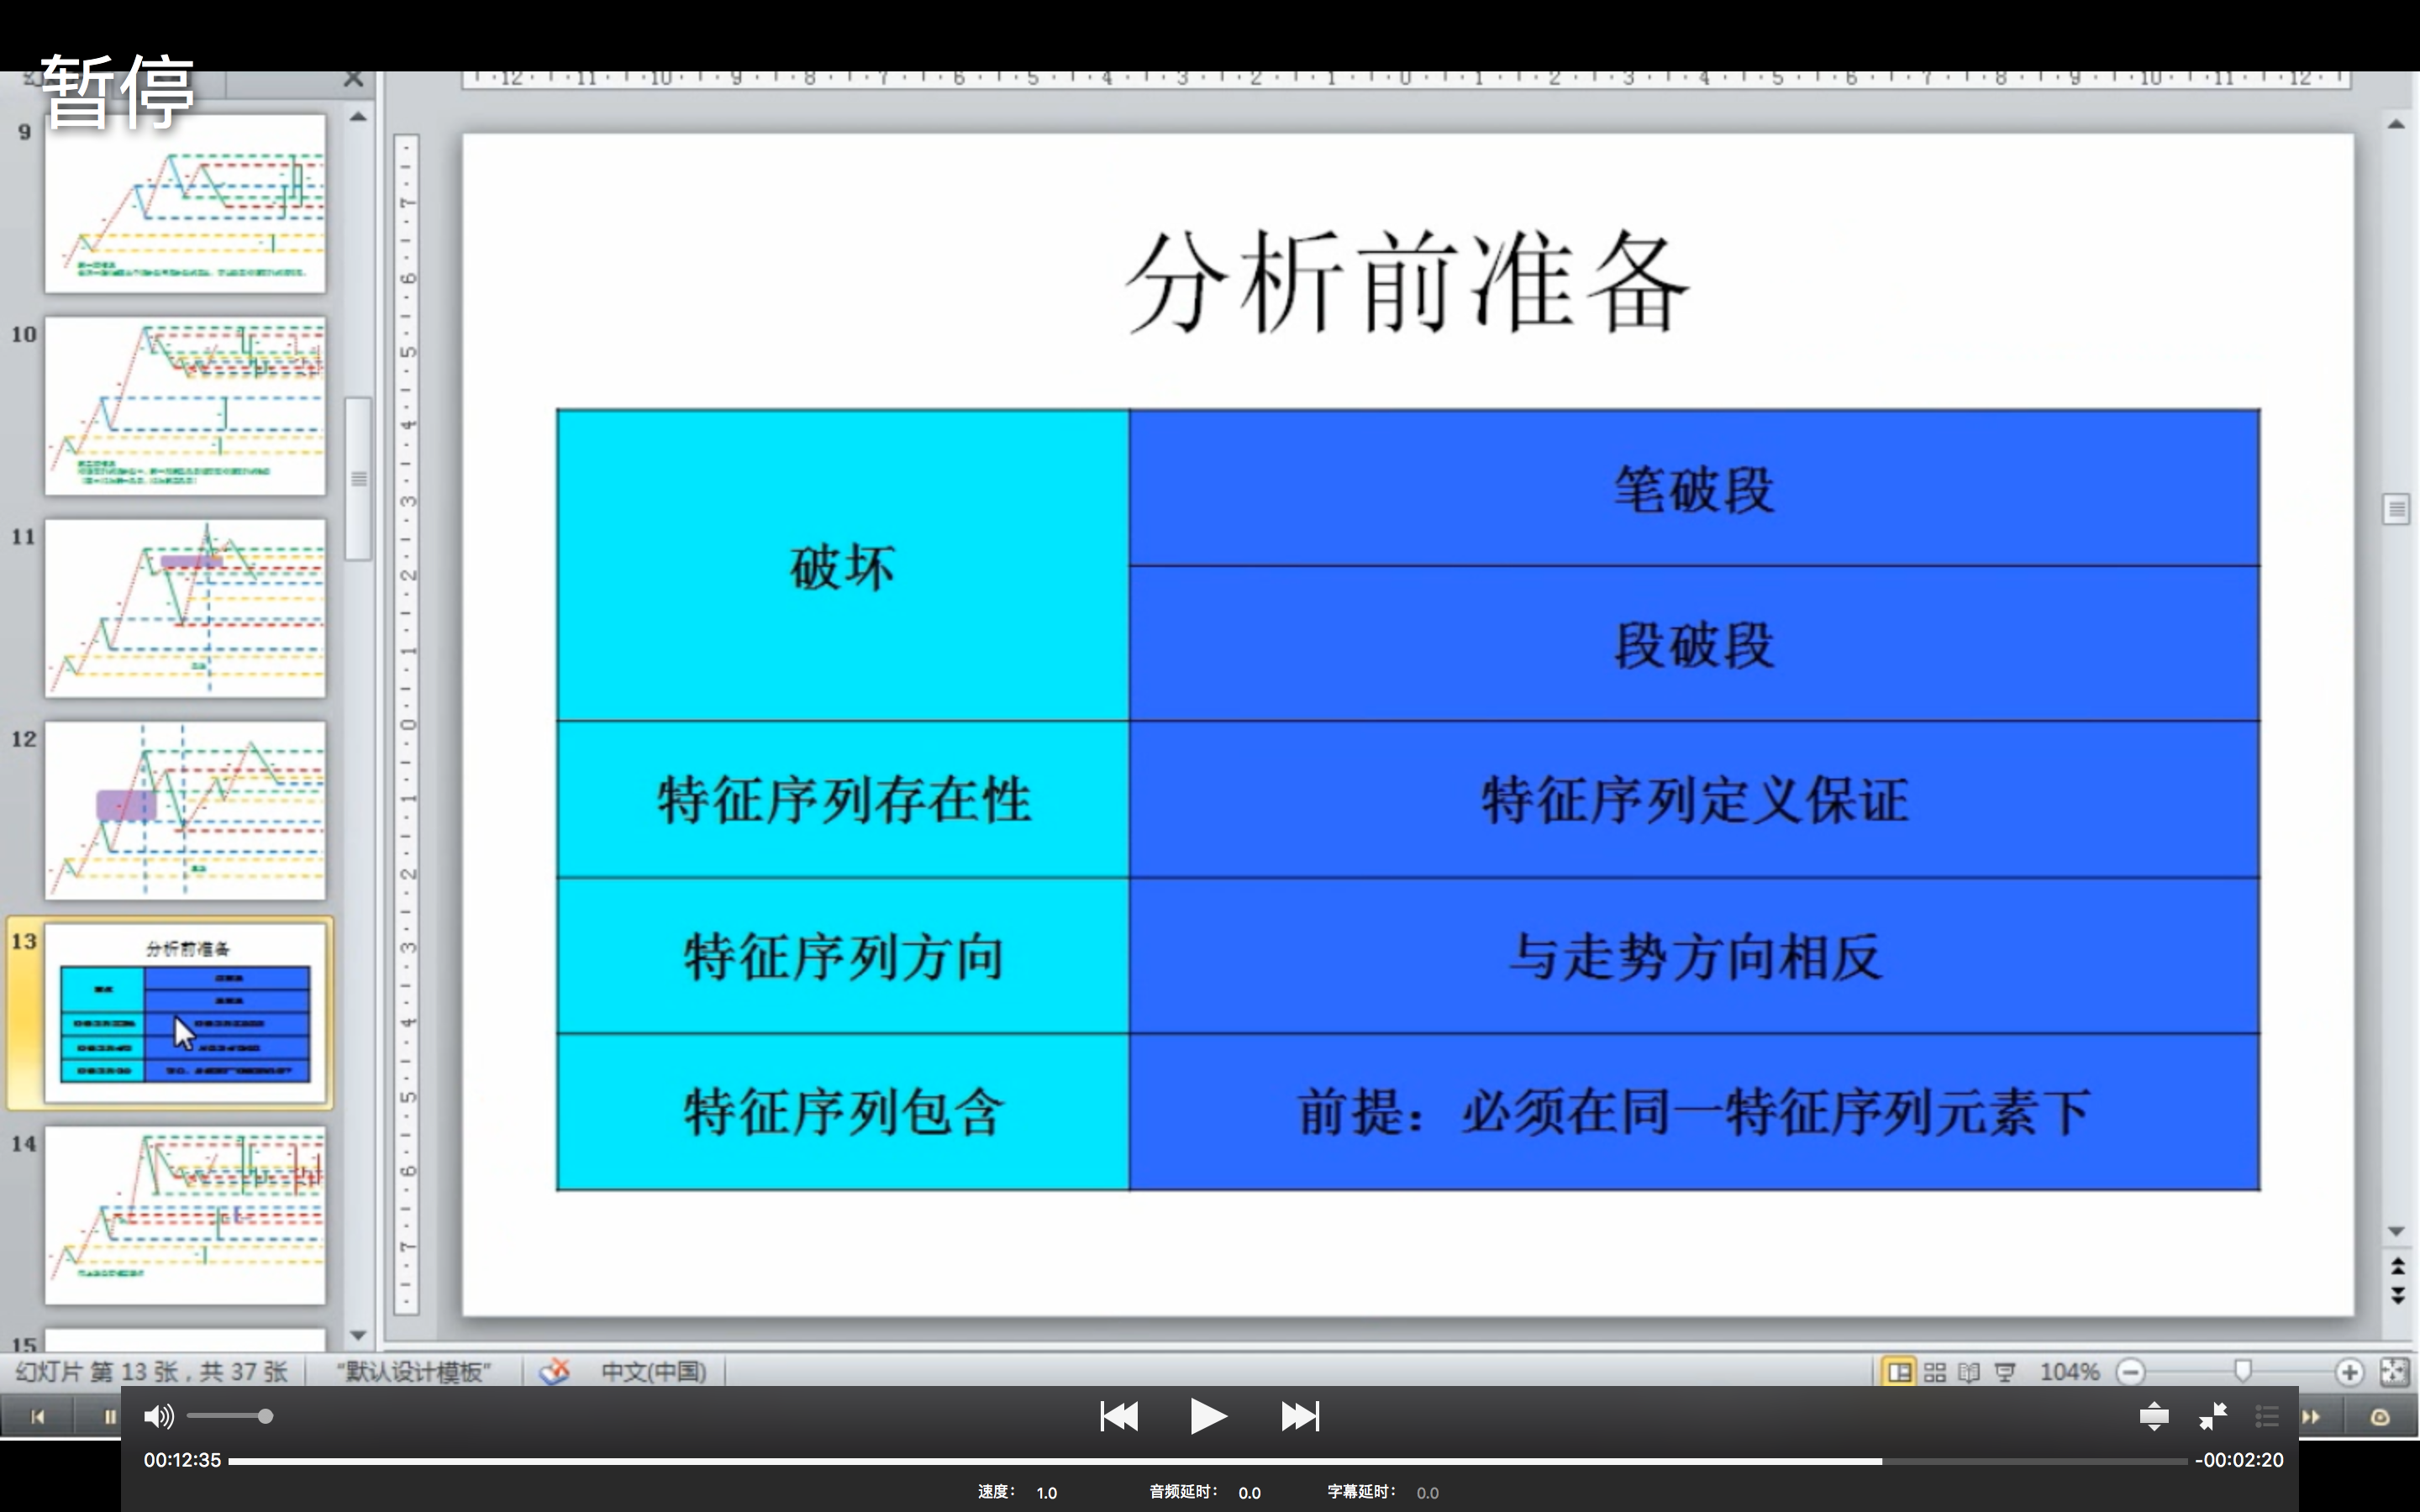 暂停
9
10
11
12
13
分析前准备
14
15
分析前准备
破坏
笔破段
段破段
特征序列存在性
特征序列定义保证
特征序列方向
与走势方向相反
特征序列包含
前提：必须在同一特征序列元素下
幻灯片 第 13 张，共 37 张
“默认设计模板”
中文(中国)
104%
00:12:35
-00:02:20
速度： 1.0
音频延时： 0.0
字幕延时： 0.0